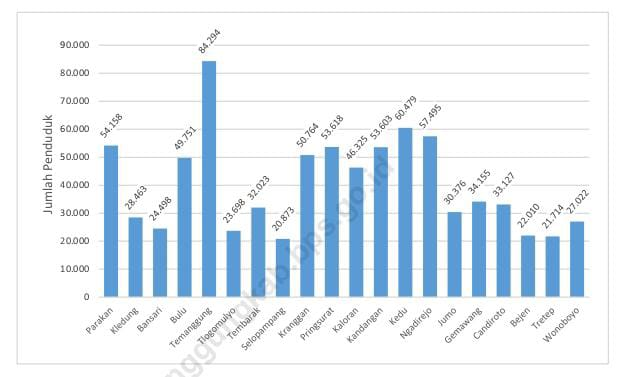 Jumlah Penduduk
90.000
80.000
70.000
60.000
50.000
40.000
30.000
20.000
10.000
0
54.158
28.463
24.498
49.751
84.294
23.698
32.023
20.873
50.764
53.618
46.325
53.603
60.479
57.495
30.376
34.155
33.127
22.010
21.714
27.022
Parakan
Kledung
Bansari
Bulu
Temanggung
Tlogomulyo
Tembarak
Selopampang
Kranggan
Pringsurat
Kaloran
Kandangan
Kedu
Ngadirejo
Jumo
Gemawang
Candiroto
Bejen
Tretep
Wonoboyo
nggungkab.bps.go.id